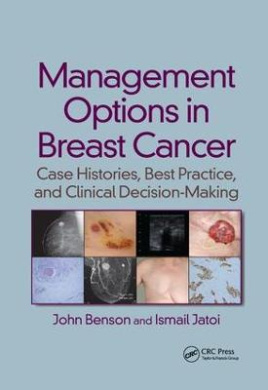 Management
Options in
Breast Cancer
Case Histories, Best Practice,
and Clinical Decision-Making
John Benson and Ismail Jatoi
CRC Press
Taylor & Francis Group